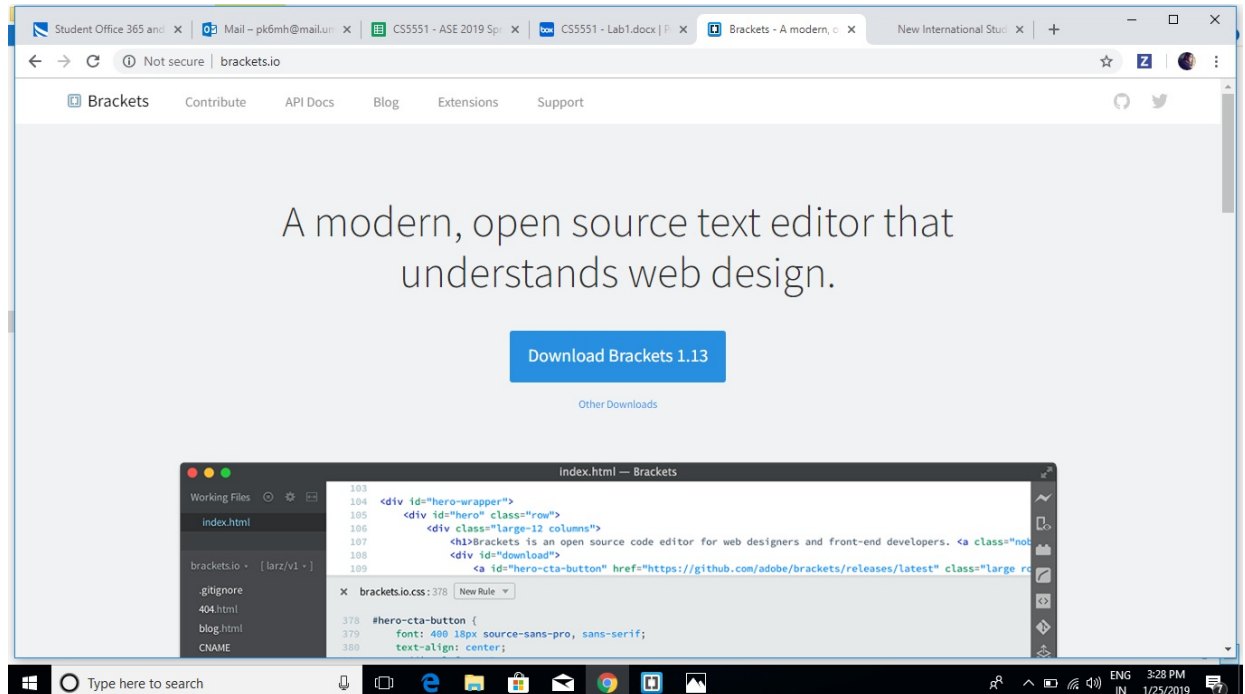 Student Office 365 and
Mail – pk6mh@mail.un
CS5551 - ASE 2019 Spr
CS5551 - Lab1.docx | P
Brackets - A modern, o
New International Stud
Not secure | brackets.io
Brackets Contribute API Docs Blog Extensions Support
A modern, open source text editor that
understands web design.
Download Brackets 1.13
Other Downloads
index.html — Brackets
Working Files
index.html
brackets.io [ larz/v1 ]
.gitignore
404.html
blog.html
CNAME
103
104 <div id="hero-wrapper">
105 <div id="hero" class="row">
106 <div class="large-12 columns">
107 <h1>Brackets is an open source code editor for web designers and front-end developers. <a class="nob
108 <div id="download">
109 <a id="hero-cta-button" href="https://github.com/adobe/brackets/releases/latest" class="large ro
x brackets.io.css : 378 New Rule
378 #hero-cta-button {
379 font: 400 18px source-sans-pro, sans-serif;
380 text-align: center;
Type here to search
ENG
IN
3:28 PM
1/25/2019